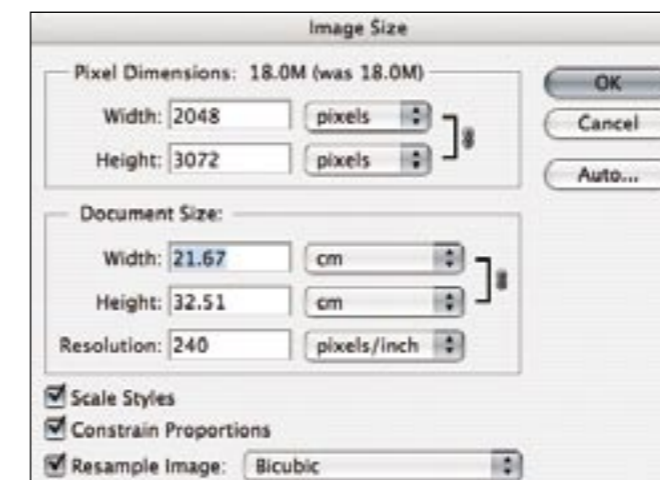 Image Size
Pixel Dimensions: 18.0M (was 18.0M)
Width: 2048 pixels
Height: 3072 pixels
OK
Cancel
Auto...
Document Size:
Width: 21.67 cm
Height: 32.51 cm
Resolution: 240 pixels/inch
Scale Styles
Constrain Proportions
Resample Image: Bicubic